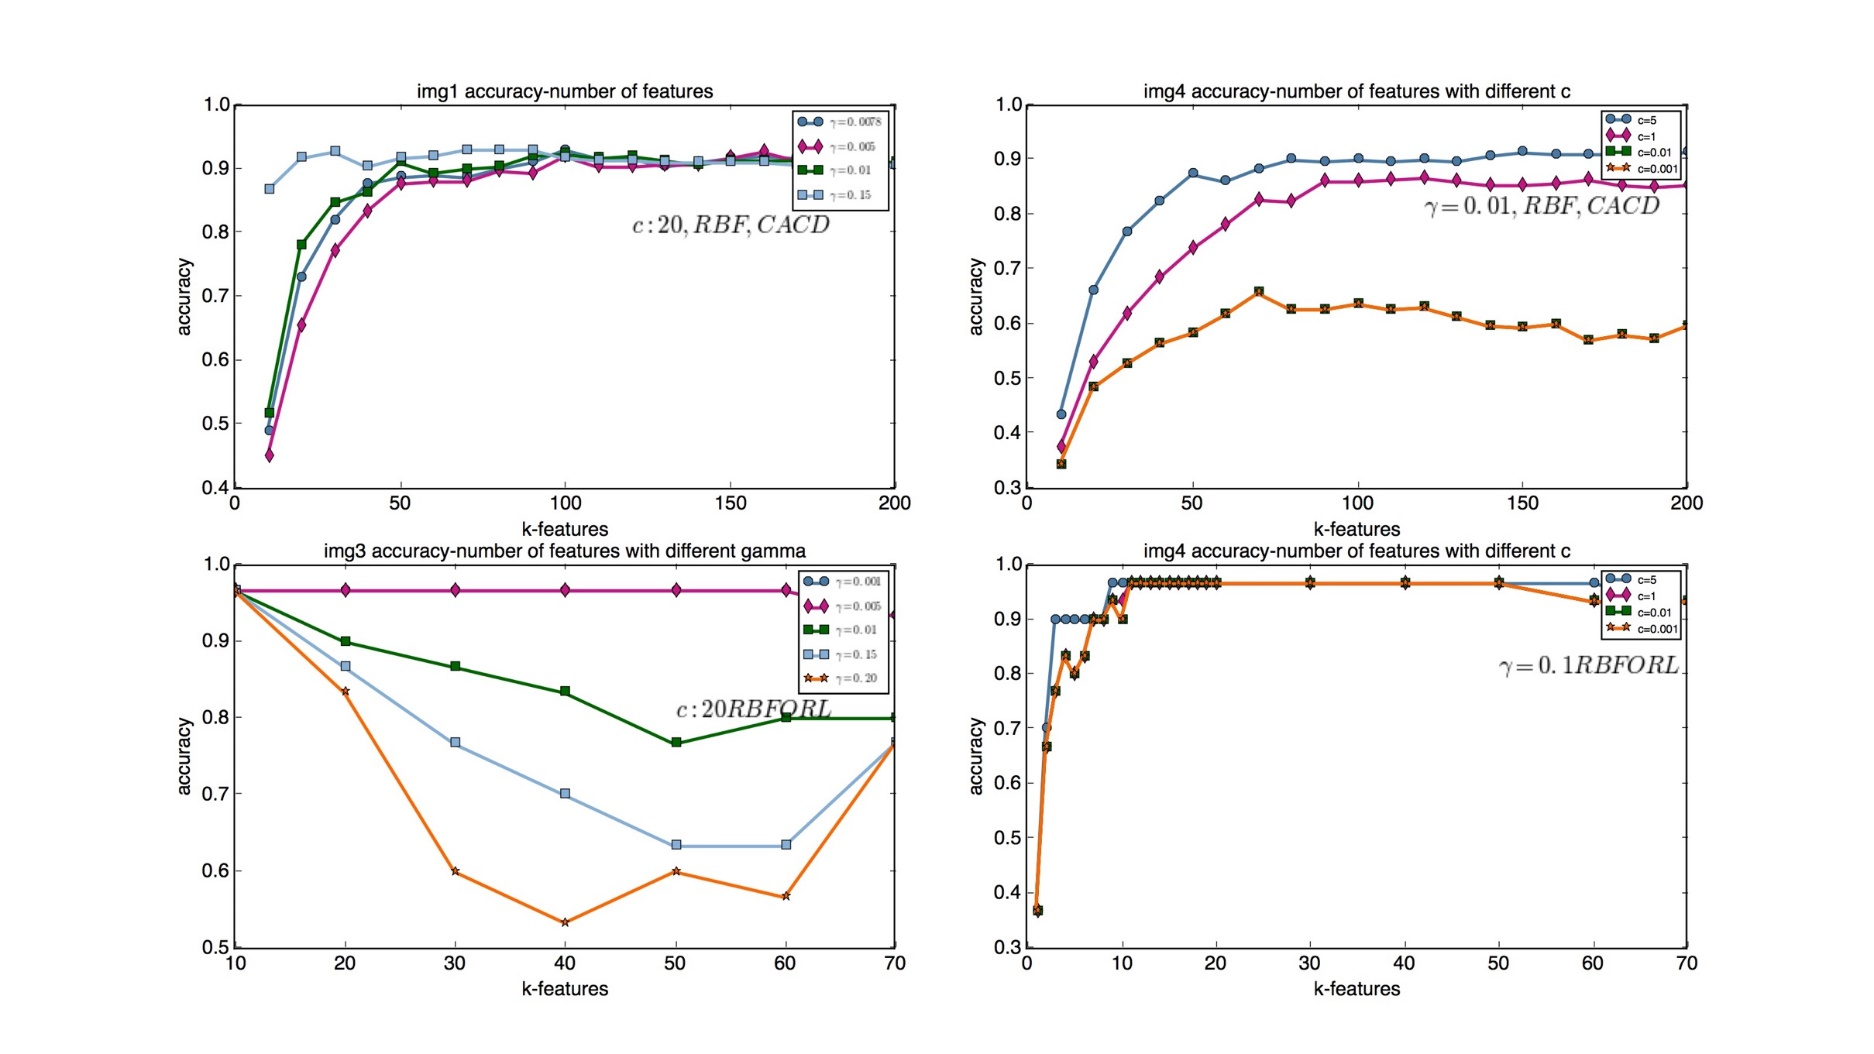 img1 accuracy-number of features
1.0
0.9
0.8
0.7
0.6
0.5
0.4
accuracy
0 50 100 150 200
k-features
γ=0.0078
γ=0.005
γ=0.01
γ=0.15
c:20, RBF, CACD
img4 accuracy-number of features with different c
1.0
0.9
0.8
0.7
0.6
0.5
0.4
0.3
accuracy
0 50 100 150 200
k-features
c=5
c=1
c=0.01
c=0.001
γ=0.01, RBF, CACD
img3 accuracy-number of features with different gamma
1.0
0.9
0.8
0.7
0.6
0.5
accuracy
10 20 30 40 50 60 70
k-features
γ=0.001
γ=0.005
γ=0.01
γ=0.15
γ=0.20
c:20RBFORL
img4 accuracy-number of features with different c
1.0
0.9
0.8
0.7
0.6
0.5
0.4
0.3
accuracy
0 10 20 30 40 50 60 70
k-features
c=5
c=1
c=0.01
c=0.001
γ=0.1RBFORL